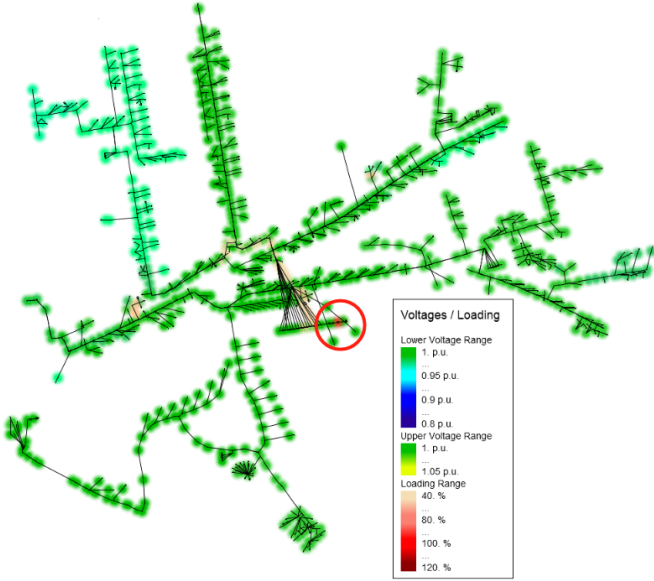 Voltages / Loading
Lower Voltage Range
1. p.u.
...
0.95 p.u.
...
0.9 p.u.
...
0.8 p.u.
Upper Voltage Range
1. p.u.
...
1.05 p.u.
Loading Range
40. %
...
80. %
...
100. %
...
120. %